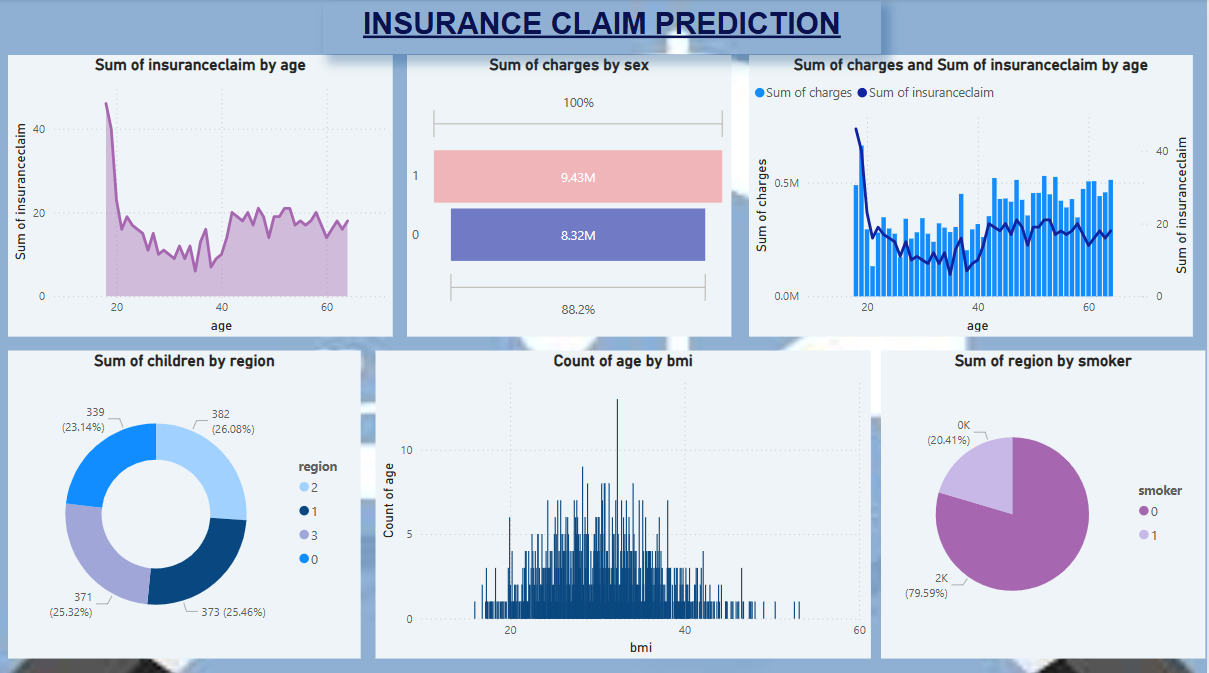 INSURANCE CLAIM PREDICTION
Sum of insuranceclaim by age
Sum of insuranceclaim
40
20
0
20
40
60
age
Sum of charges by sex
100%
1
9.43M
0
8.32M
88.2%
Sum of charges and Sum of insuranceclaim by age
Sum of charges
Sum of insuranceclaim
Sum of charges
0.5M
0.0M
40
20
0
Sum of insuranceclaim
20
40
60
age
Sum of children by region
339
(23.14%)
382
(26.08%)
371
(25.32%)
373 (25.46%)
region
2
1
3
0
Count of age by bmi
Count of age
10
5
0
20
40
60
bmi
Sum of region by smoker
0K
(20.41%)
2K
(79.59%)
smoker
0
1